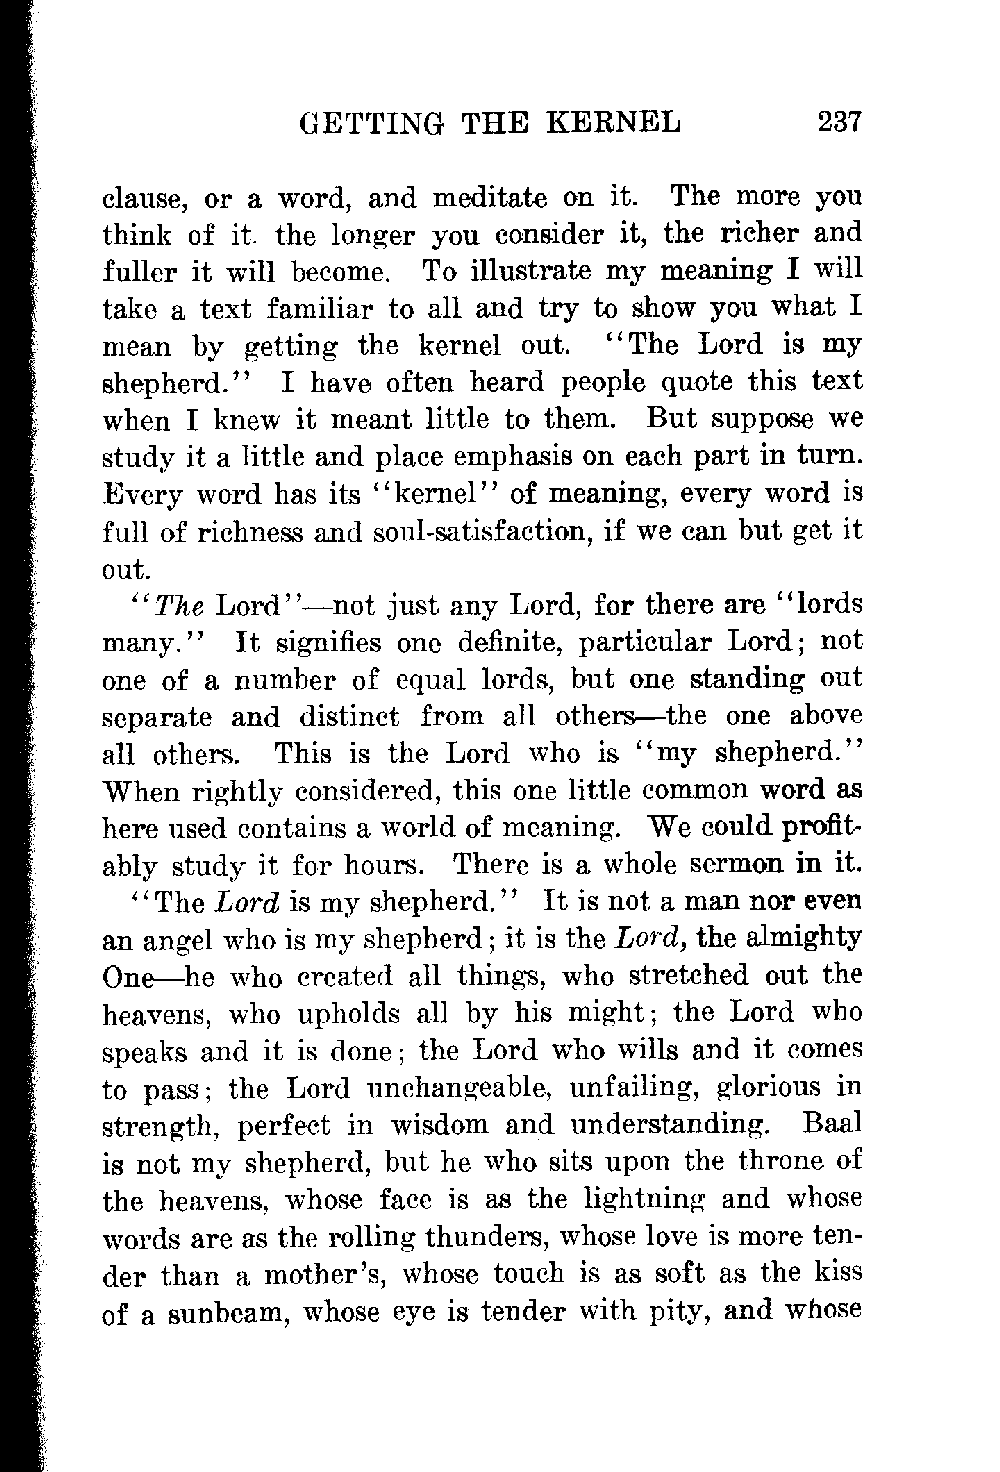 GETTING THE KERNEL 237
clause, or a word, and meditate on it. The more you
think of it. the longer you consider it, the richer and
fuller it will become. To illustrate my meaning I will
take a text familiar to all and try to show you what I
mean by getting the kernel out. "The Lord is my
shepherd." I have often heard people quote this text
when I knew it meant little to them. But suppose we
study it a little and place emphasis on each part in turn.
Every word has its "kernel" of meaning, every word is
full of richness and soul-satisfaction, if we can but get it
out.
"The Lord"—not just any Lord, for there are "lords
many." It signifies one definite, particular Lord; not
one of a number of equal lords, but one standing out
separate and distinct from all others—the one above
all others. This is the Lord who is "my shepherd."
When rightly considered, this one little common word as
here used contains a world of meaning. We could profit-
ably study it for hours. There is a whole sermon in it.
"The Lord is my shepherd." It is not a man nor even
an angel who is my shepherd; it is the Lord, the almighty
One—he who created all things, who stretched out the
heavens, who upholds all by his might; the Lord who
speaks and it is done; the Lord who wills and it comes
to pass; the Lord unchangeable, unfailing, glorious in
strength, perfect in wisdom and understanding. Baal
is not my shepherd, but he who sits upon the throne of
the heavens, whose face is as the lightning and whose
words are as the rolling thunders, whose love is more ten-
der than a mother's, whose touch is as soft as the kiss
of a sunbeam, whose eye is tender with pity, and whose